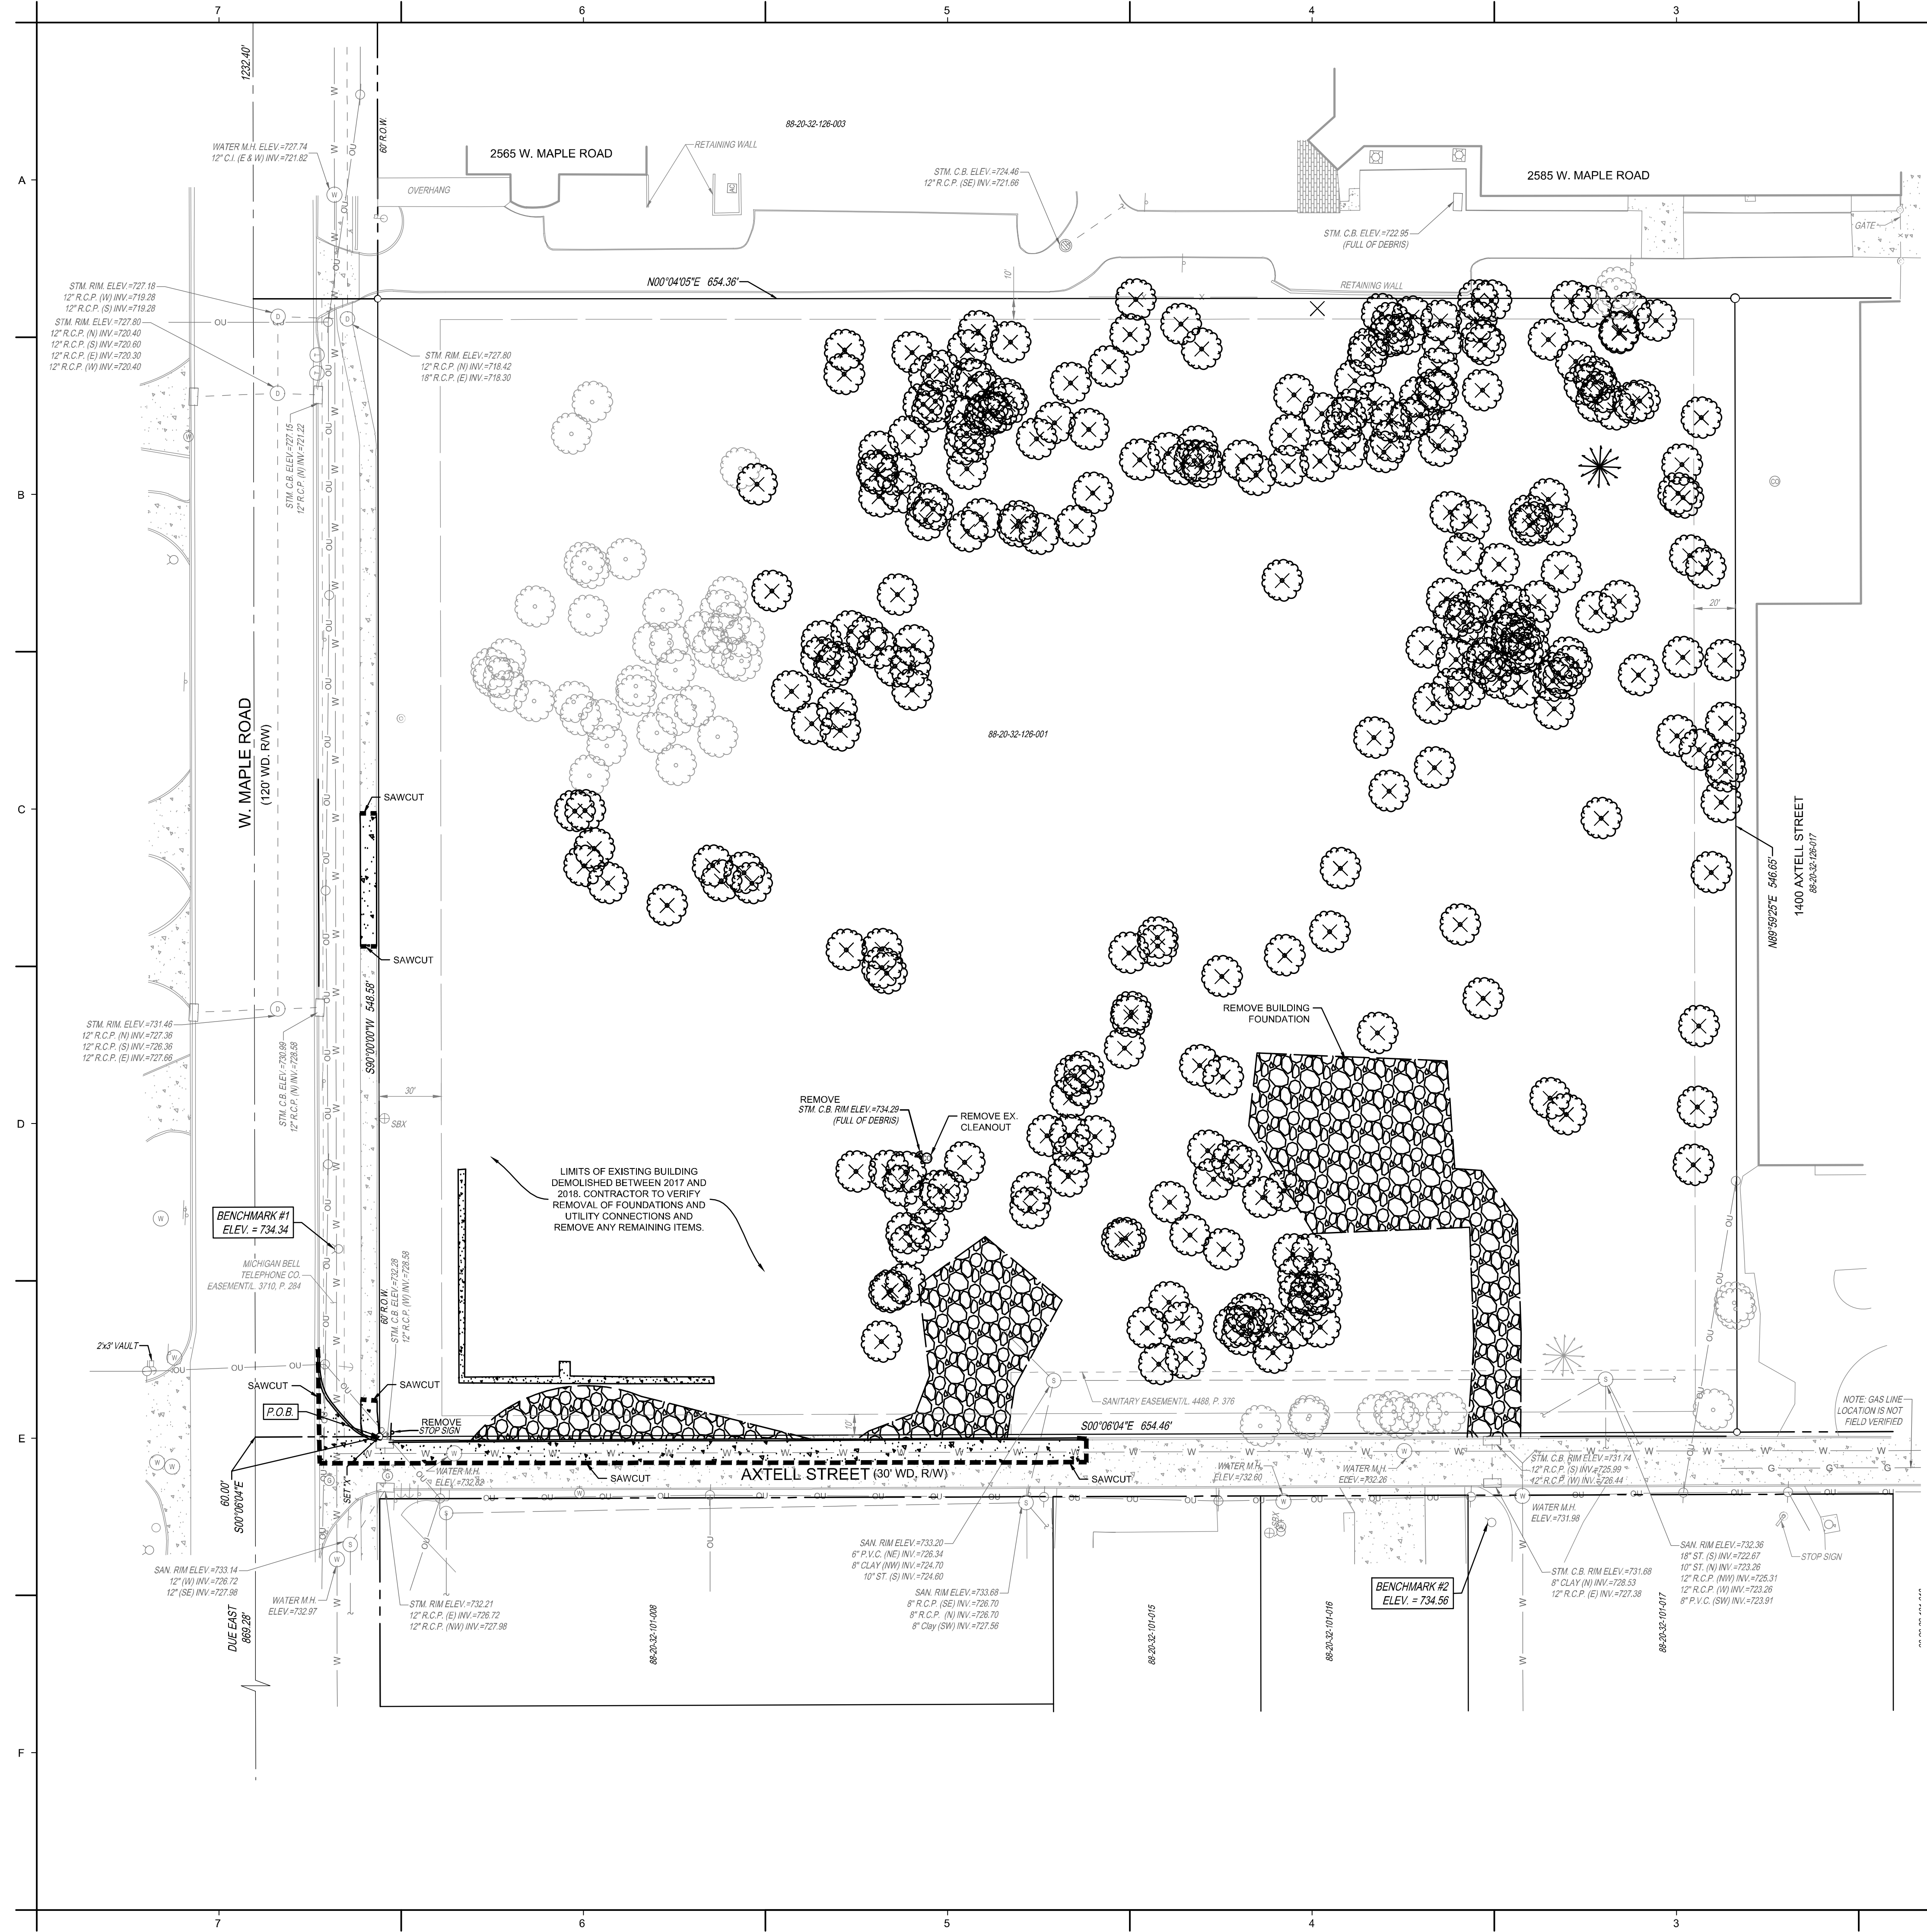 7
6
5
4
3
A
B
C
D
E
F
1232.40'
60' R.O.W.
WATER M.H. ELEV.=727.74
12" C.I. (E & W) INV.=721.82
88-20-32-126-003
2565 W. MAPLE ROAD
RETAINING WALL
OVERHANG
STM. C.B. ELEV.=724.46
12" R.C.P. (SE) INV.=721.66
2585 W. MAPLE ROAD
STM. C.B. ELEV.=722.95
(FULL OF DEBRIS)
GATE
RETAINING WALL
N00°04'05"E 654.36'
10'
STM. RIM ELEV.=727.18
12" R.C.P. (W) INV.=719.28
12" R.C.P. (S) INV.=719.28
STM. RIM ELEV.=727.80
12" R.C.P. (N) INV.=720.40
12" R.C.P. (S) INV.=720.60
12" R.C.P. (E) INV.=720.30
12" R.C.P. (W) INV.=720.40
STM. RIM. ELEV.=727.80
12" R.C.P. (N) INV.=718.42
18" R.C.P. (E) INV.=718.30
STM. C.B. ELEV.=727.15
12" R.C.P. (N) INV.=721.22
20'
W. MAPLE ROAD
(120' WD. R/W)
88-20-32-126-001
SAWCUT
SAWCUT
1400 AXTELL STREET
88-20-32-126-017
N89°59'25"E 546.65'
S90°00'00"W 548.58'
STM. RIM. ELEV.=731.46
12" R.C.P. (N) INV.=727.36
12" R.C.P. (S) INV.=726.36
12" R.C.P. (E) INV.=727.66
STM. C.B. ELEV.=730.99
12" R.C.P. (N) INV.=728.58
30'
SBX
REMOVE BUILDING
FOUNDATION
REMOVE
STM. C.B. RIM ELEV.=734.29
(FULL OF DEBRIS)
REMOVE EX.
CLEANOUT
LIMITS OF EXISTING BUILDING
DEMOLISHED BETWEEN 2017 AND
2018. CONTRACTOR TO VERIFY
REMOVAL OF FOUNDATIONS AND
UTILITY CONNECTIONS AND
REMOVE ANY REMAINING ITEMS.
BENCHMARK #1
ELEV. = 734.34
MICHIGAN BELL
TELEPHONE CO.
EASEMENT/L. 3710, P. 284
60' R.O.W.
STM. C.B. ELEV.=732.28
12" R.C.P. (W) INV.=728.58
2'x3' VAULT
SAWCUT
SAWCUT
P.O.B.
REMOVE
STOP SIGN
SANITARY EASEMENT/L. 4488, P. 376
10'
S00°06'04"E 654.46'
NOTE: GAS LINE
LOCATION IS NOT
FIELD VERIFIED
60.00'
S00°06'04"E
SET "X"
WATER M.H.
ELEV.=732.62
SAWCUT
AXTELL STREET (30' WD. R/W)
SAWCUT
WATER M.H.
ELEV.=732.60
WATER M.H.
ELEV.=732.26
STM. C.B. RIM ELEV.=731.74
12" R.C.P. (S) INV.=725.99
12" R.C.P. (W) INV.=726.44
WATER M.H.
ELEV.=731.98
SAN. RIM ELEV.=733.14
12" (W) INV.=726.72
12" (SE) INV.=727.98
WATER M.H.
ELEV.=732.97
STM. RIM ELEV.=732.21
12" R.C.P. (E) INV.=726.72
12" R.C.P. (NW) INV.=727.98
SAN. RIM ELEV.=733.20
6" P.V.C. (NE) INV.=726.34
8" CLAY (NW) INV.=724.70
10" ST. (S) INV.=724.60
SAN. RIM ELEV.=733.68
8" R.C.P. (SE) INV.=726.70
8" R.C.P. (N) INV.=726.70
8" Clay (SW) INV.=727.56
SBX
BENCHMARK #2
ELEV. = 734.56
STM. C.B. RIM ELEV.=731.68
8" CLAY (N) INV.=728.53
12" R.C.P. (E) INV.=727.38
SAN. RIM ELEV.=732.36
18" ST. (S) INV.=722.67
10" ST. (N) INV.=723.26
12" R.C.P. (NW) INV.=725.31
12" R.C.P. (W) INV.=723.26
8" P.V.C. (SW) INV.=723.91
STOP SIGN
DUE EAST
869.28'
88-20-32-101-008
88-20-32-101-015
88-20-32-101-016
88-20-32-101-017
7
6
5
4
3